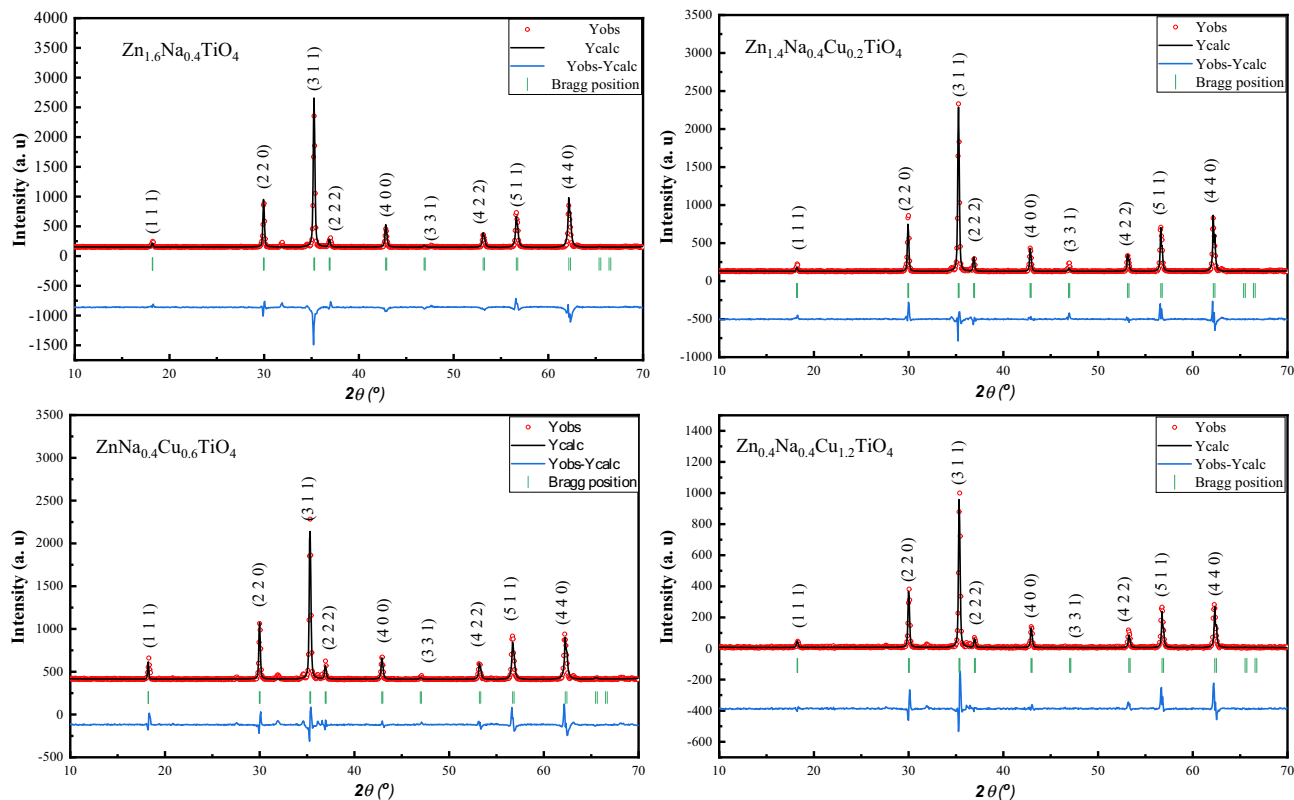 Zn1.6Na0.4TiO4
Yobs
Ycalc
Yobs-Ycalc
Bragg position
4000
3500
3000
2500
2000
1500
1000
500
0
-500
-1000
-1500
Intensity (a. u)
(1 1 1)
(2 2 0)
(3 1 1)
(2 2 2)
(4 0 0)
(3 3 1)
(4 2 2)
(5 1 1)
(4 4 0)
10 20 30 40 50 60 70
2θ (°)
Zn1.4Na0.4Cu0.2TiO4
Yobs
Ycalc
Yobs-Ycalc
Bragg position
3500
3000
2500
2000
1500
1000
500
0
-500
-1000
Intensity (a. u)
(1 1 1)
(2 2 0)
(3 1 1)
(2 2 2)
(4 0 0)
(3 3 1)
(4 2 2)
(5 1 1)
(4 4 0)
10 20 30 40 50 60 70
2θ (°)
ZnNa0.4Cu0.6TiO4
Yobs
Ycalc
Yobs-Ycalc
Bragg position
3500
3000
2500
2000
1500
1000
500
0
-500
Intensity (a. u)
(1 1 1)
(2 2 0)
(3 1 1)
(2 2 2)
(4 0 0)
(3 3 1)
(4 2 2)
(5 1 1)
(4 4 0)
10 20 30 40 50 60 70
2θ (°)
Zn0.4Na0.4Cu1.2TiO4
Yobs
Ycalc
Yobs-Ycalc
Bragg position
1400
1200
1000
800
600
400
200
0
-200
-400
-600
Intensity (a. u)
(1 1 1)
(2 2 0)
(3 1 1)
(2 2 2)
(4 0 0)
(3 3 1)
(4 2 2)
(5 1 1)
(4 4 0)
10 20 30 40 50 60 70
2θ (°)